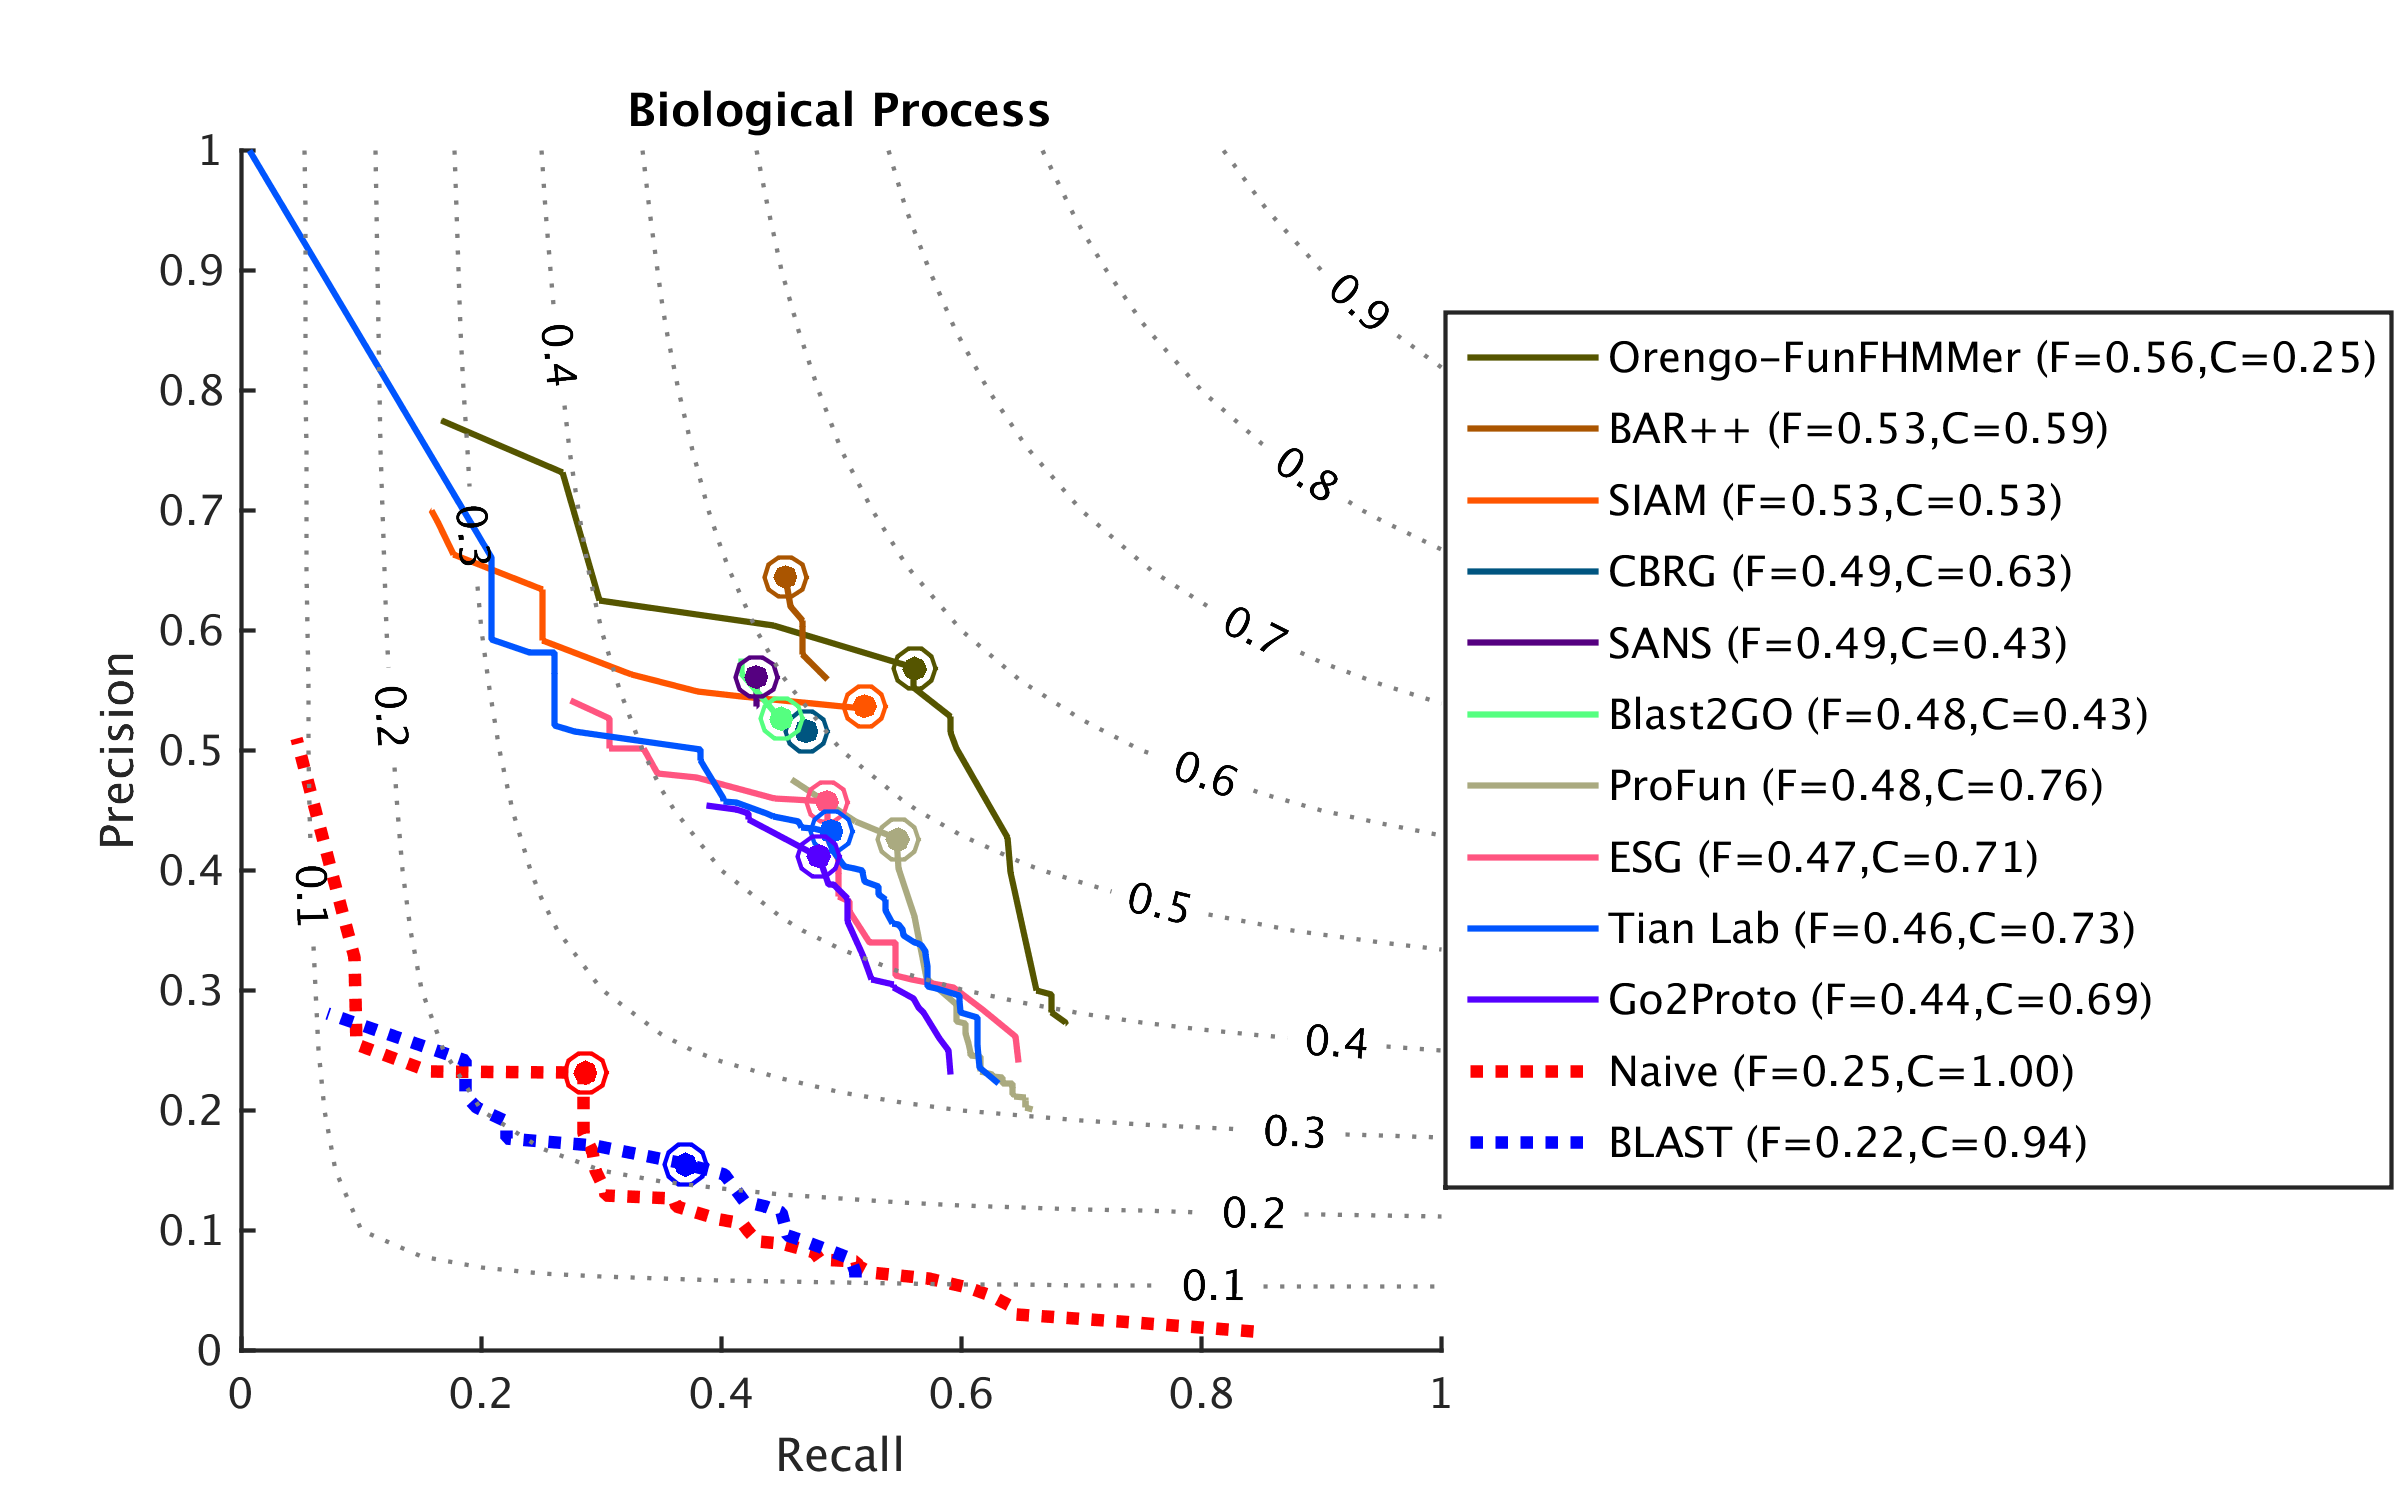 Biological Process
Precision
1
0.9
0.8
0.7
0.6
0.5
0.4
0.3
0.2
0.1
0
0
0.2
0.4
0.6
0.8
1
Recall
0.1
0.2
0.3
0.4
0.9
0.8
0.7
0.6
0.5
0.4
0.3
0.2
0.1
Orengo-FunFHMMer (F=0.56,C=0.25)
BAR++ (F=0.53,C=0.59)
SIAM (F=0.53,C=0.53)
CBRG (F=0.49,C=0.63)
SANS (F=0.49,C=0.43)
Blast2GO (F=0.48,C=0.43)
ProFun (F=0.48,C=0.76)
ESG (F=0.47,C=0.71)
Tian Lab (F=0.46,C=0.73)
Go2Proto (F=0.44,C=0.69)
Naive (F=0.25,C=1.00)
BLAST (F=0.22,C=0.94)